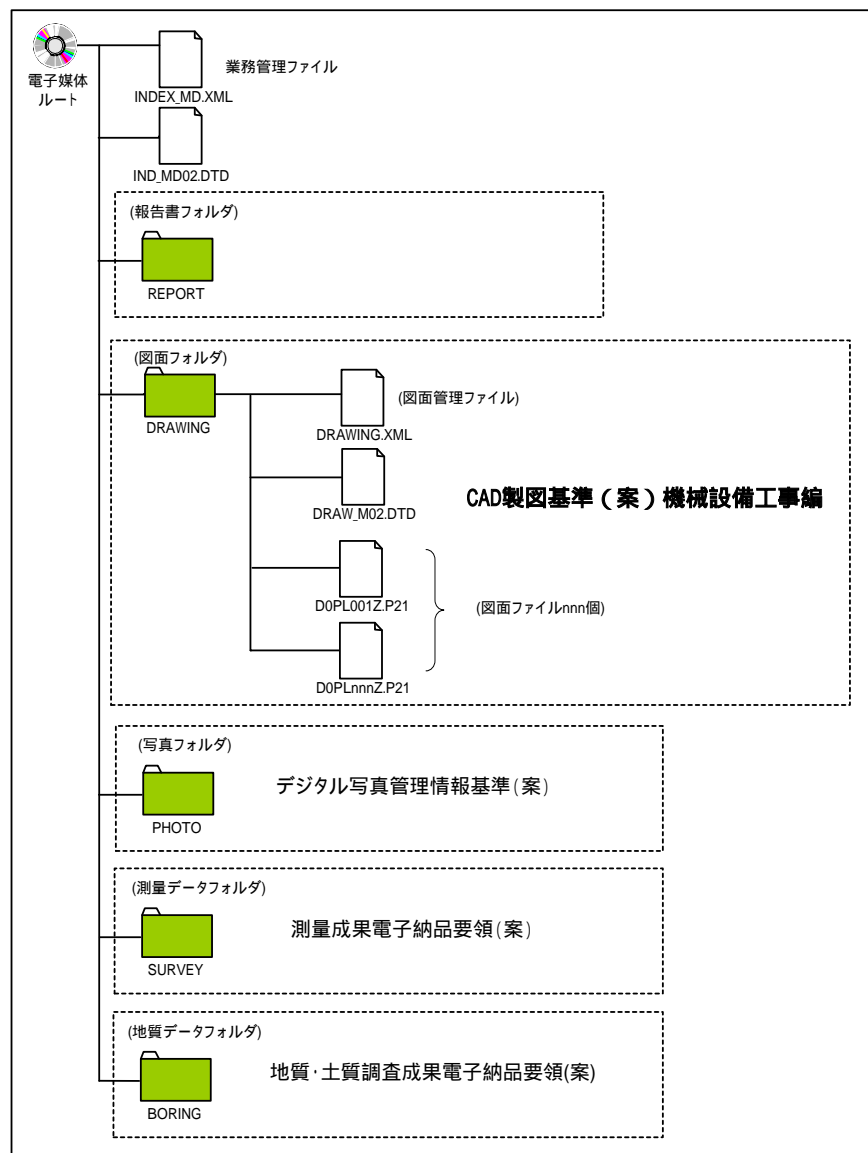 電子媒体
ルート
業務管理ファイル
INDEX_MD.XML
IND_MD02.DTD
(報告書フォルダ)
REPORT
(図面フォルダ)
DRAWING
(図面管理ファイル)
DRAWING.XML
DRAW_M02.DTD
CAD製図基準(案)機械設備工事編
D0PL001Z.P21
(図面ファイルnnn個)
D0PLnnnZ.P21
(写真フォルダ)
デジタル写真管理情報基準(案)
PHOTO
(測量データフォルダ)
測量成果電子納品要領(案)
SURVEY
(地質データフォルダ)
地質・土質調査成果電子納品要領(案)
BORING